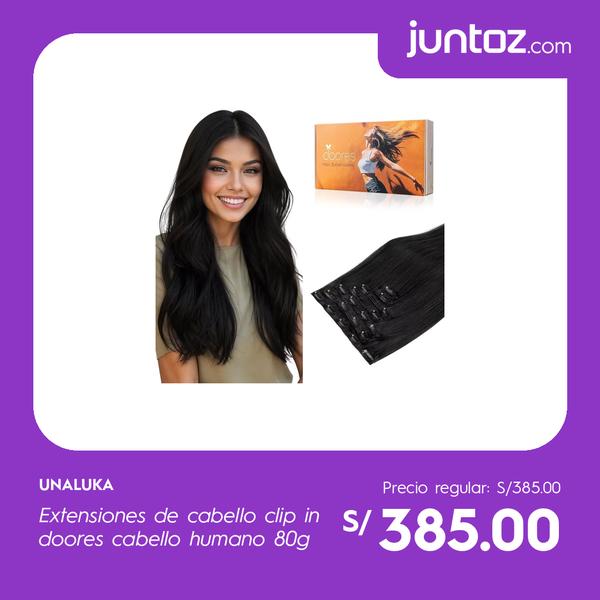 juntoz.com
doores
UNALUKA
Extensiones de cabello clip in
doores cabello humano 80g
Precio regular: S/385.00
S/ 385.00